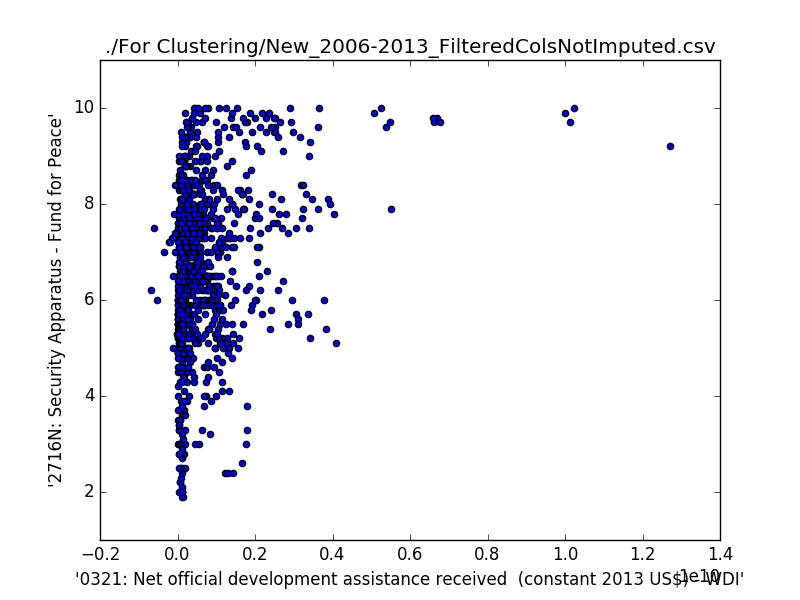 ./For Clustering/New_2006-2013_FilteredColsNotImputed.csv
'2716N: Security Apparatus - Fund for Peace'
10
8
6
4
2
−0.2 0.0 0.2 0.4 0.6 0.8 1.0 1.2 1.4
1e10
'0321: Net official development assistance received (constant 2013 US$) - WDI'